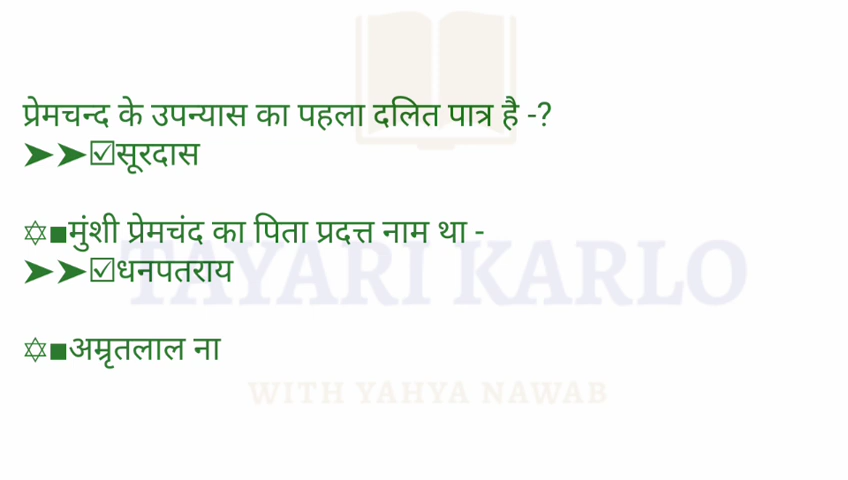 प्रेमचन्द के उपन्यास का पहला दलित पात्र है -?
➤➤☑सूरदास
✡■मुंशी प्रेमचंद का पिता प्रदत्त नाम था -
➤➤☑धनपतराय
✡■अम्रृतलाल ना
TAYARI KARLO
WITH YAHYA NAWAB